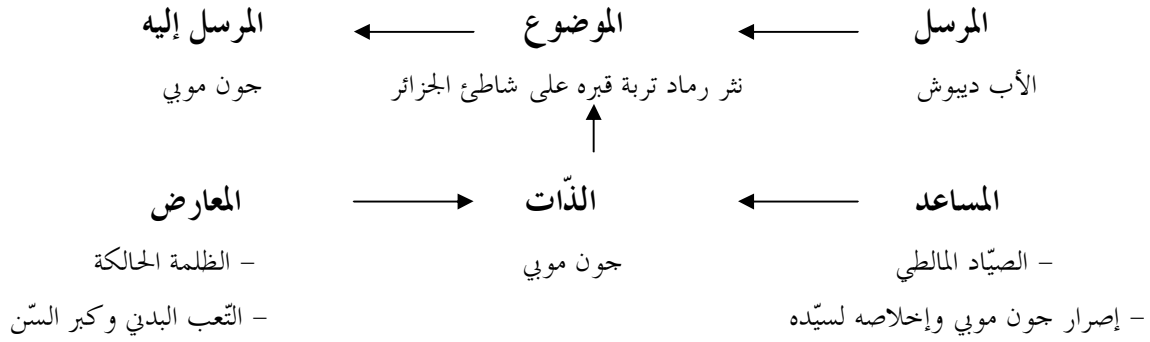 المرسل الموضوع المرسل إليه
الأب ديبوش نثر رماد تربة قبره على شاطئ الجزائر جون موبي
المساعد الذّات المعارض
– الصيّاد المالطي جون موبي – الظلمة الحالكة
– إصرار جون موبي وإخلاصه لسيّده – التّعب البدني وكبر السّن